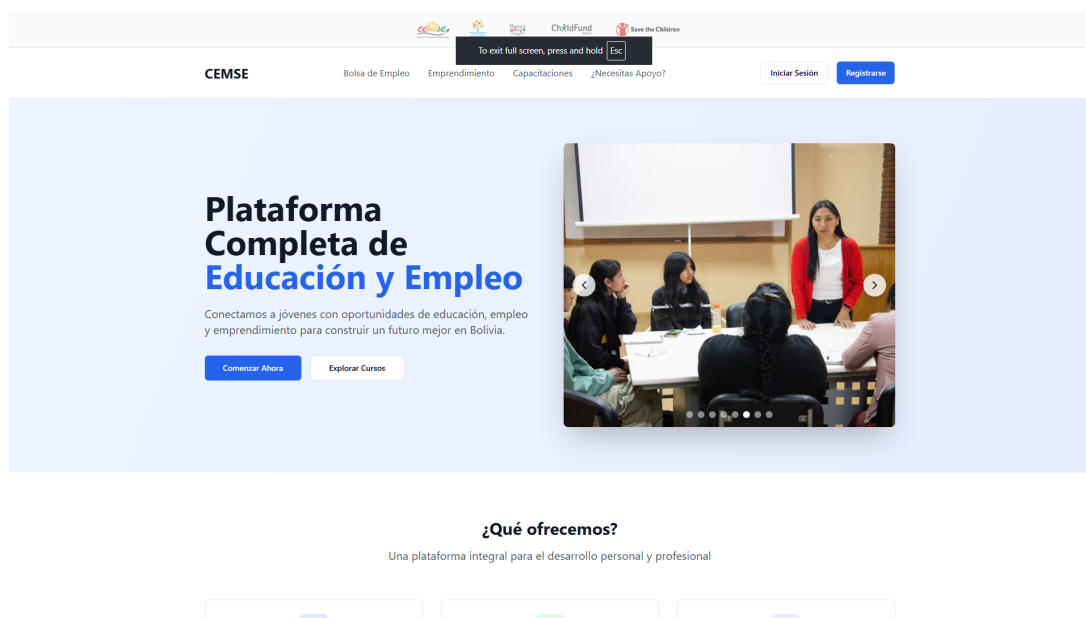 cemse.
ChildFund
Save the Children
To exit full screen, press and hold Esc
CEMSE
Bolsa de Empleo
Emprendimiento
Capacitaciones
¿Necesitas Apoyo?
Iniciar Sesión
Registrarse
Plataforma
Completa de
Educación y Empleo
Conectamos a jóvenes con oportunidades de educación, empleo
y emprendimiento para construir un futuro mejor en Bolivia.
Comenzar Ahora
Explorar Cursos
¿Qué ofrecemos?
Una plataforma integral para el desarrollo personal y profesional